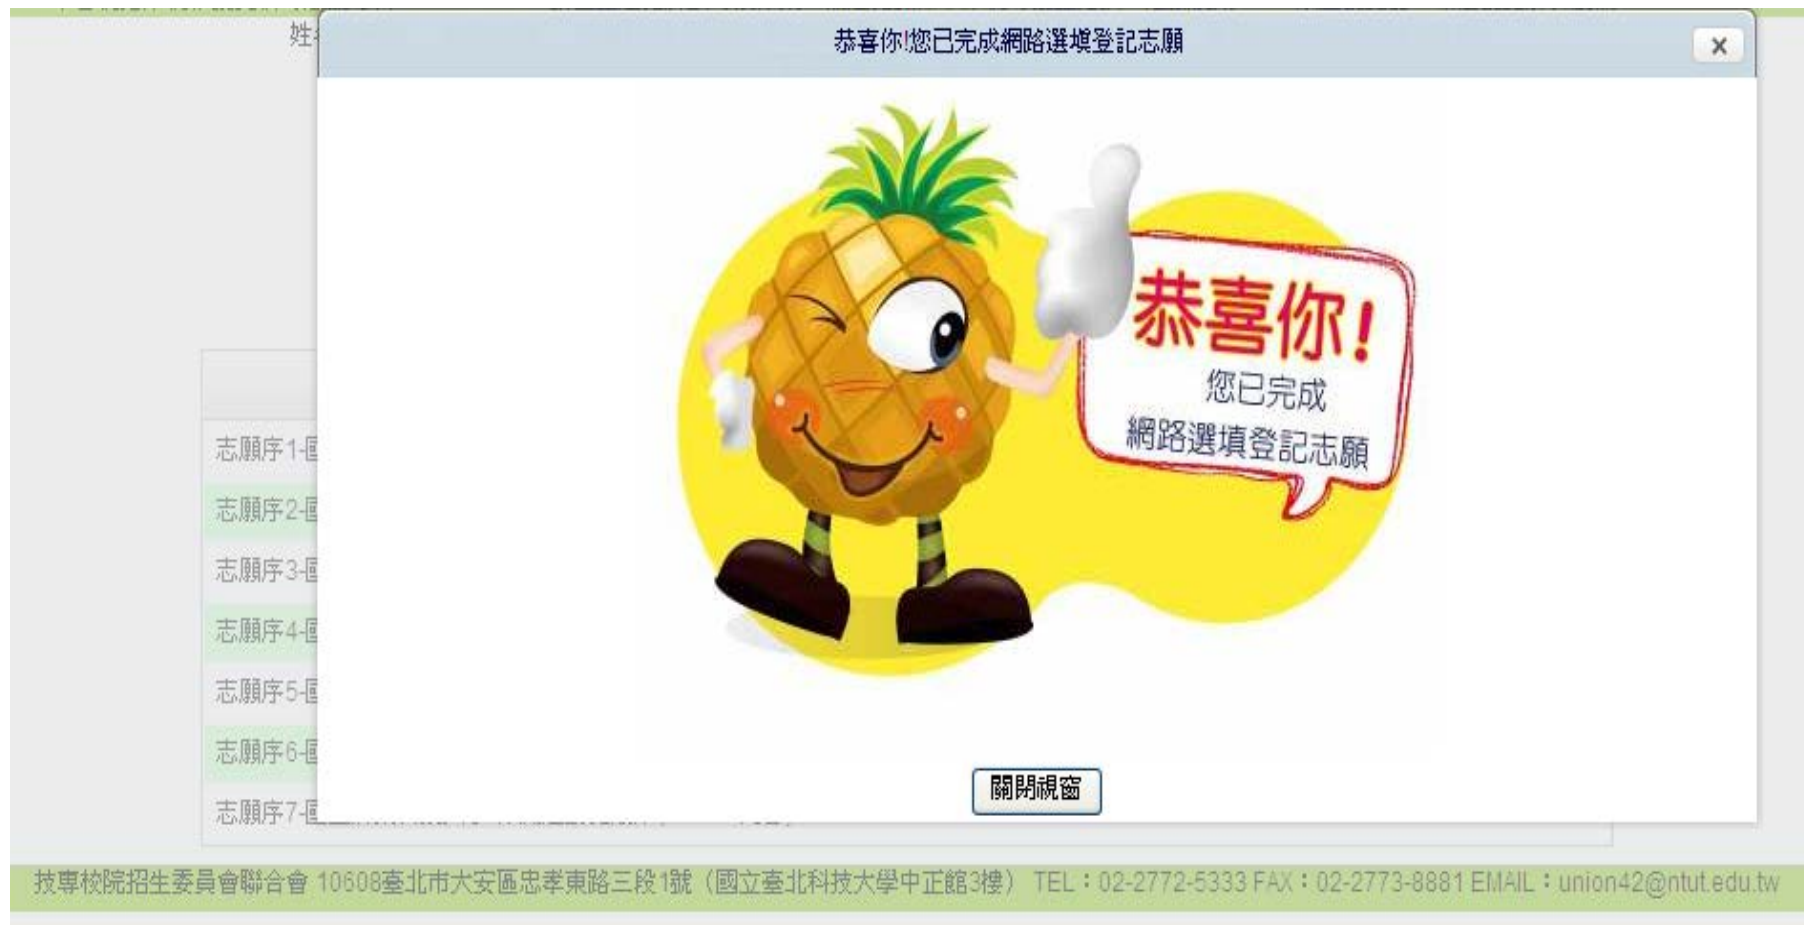 恭喜你!您已完成網路選填登記志願
姓
恭喜你!
您已完成
網路選填登記志願
志願序1-
志願序2-
志願序3-
志願序4-
志願序5-
志願序6-
志願序7-
關閉視窗
技專校院招生委員會聯合會 10608臺北市大安區忠孝東路三段1號（國立臺北科技大學中正館3樓） TEL：02-2772-5333 FAX：02-2773-8881 EMAIL：union42@ntut.edu.tw